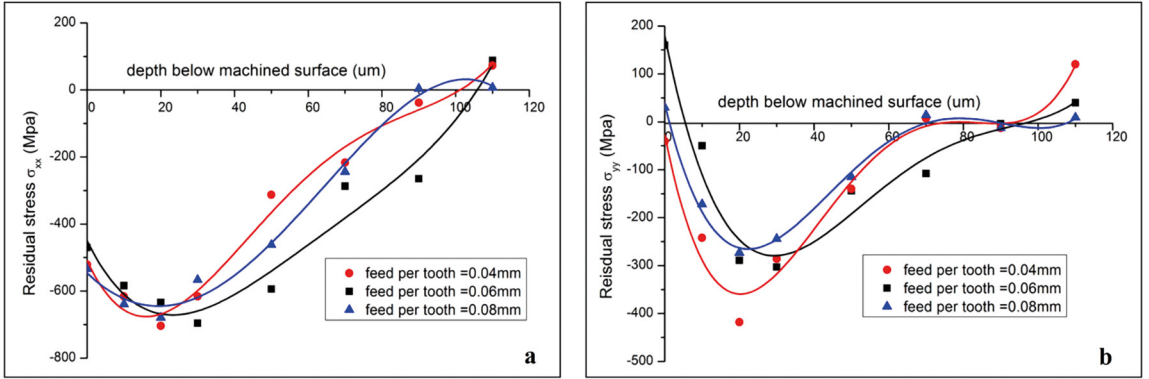 200
0
-200
-400
-600
-800
Residual stress σxx (Mpa)
depth below machined surface (um)
0 20 40 60 80 100 120
feed per tooth =0.04mm
feed per tooth =0.06mm
feed per tooth =0.08mm
a
200
100
0
-100
-200
-300
-400
-500
Reisdual stress σyy (Mpa)
depth below machined surface (um)
0 20 40 60 80 100 120
feed per tooth =0.04mm
feed per tooth =0.06mm
feed per tooth =0.08mm
b